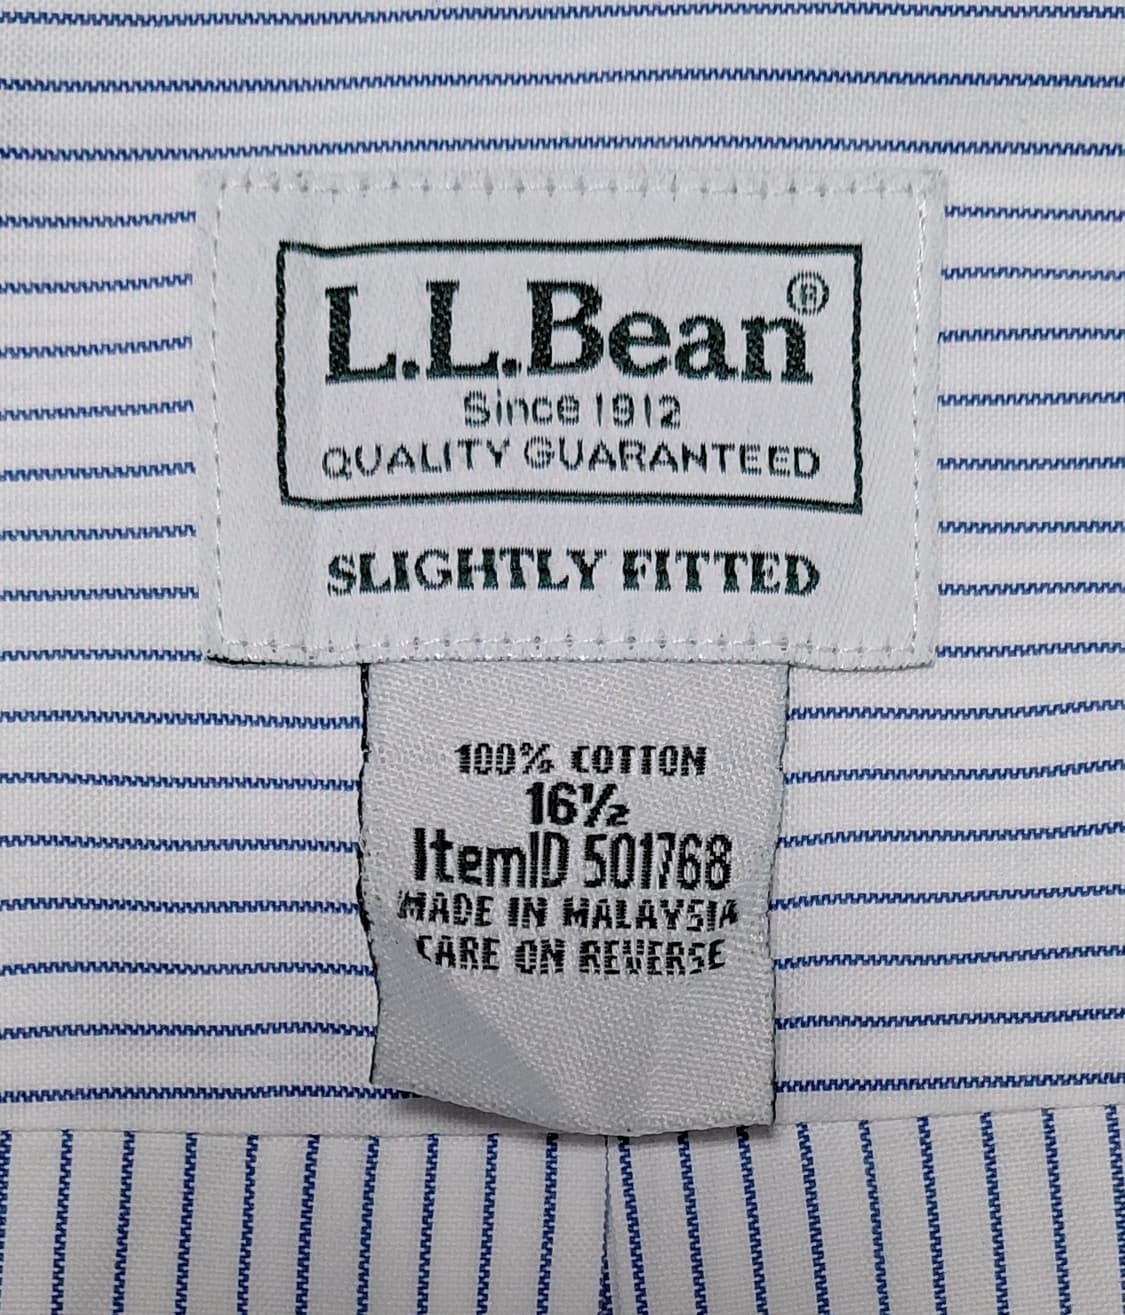 L.L.Bean®
Since 1912
QUALITY GUARANTEED
SLIGHTLY FITTED
100% COTTON
16½
ItemID 501768
MADE IN MALAYSIA
CARE ON REVERSE